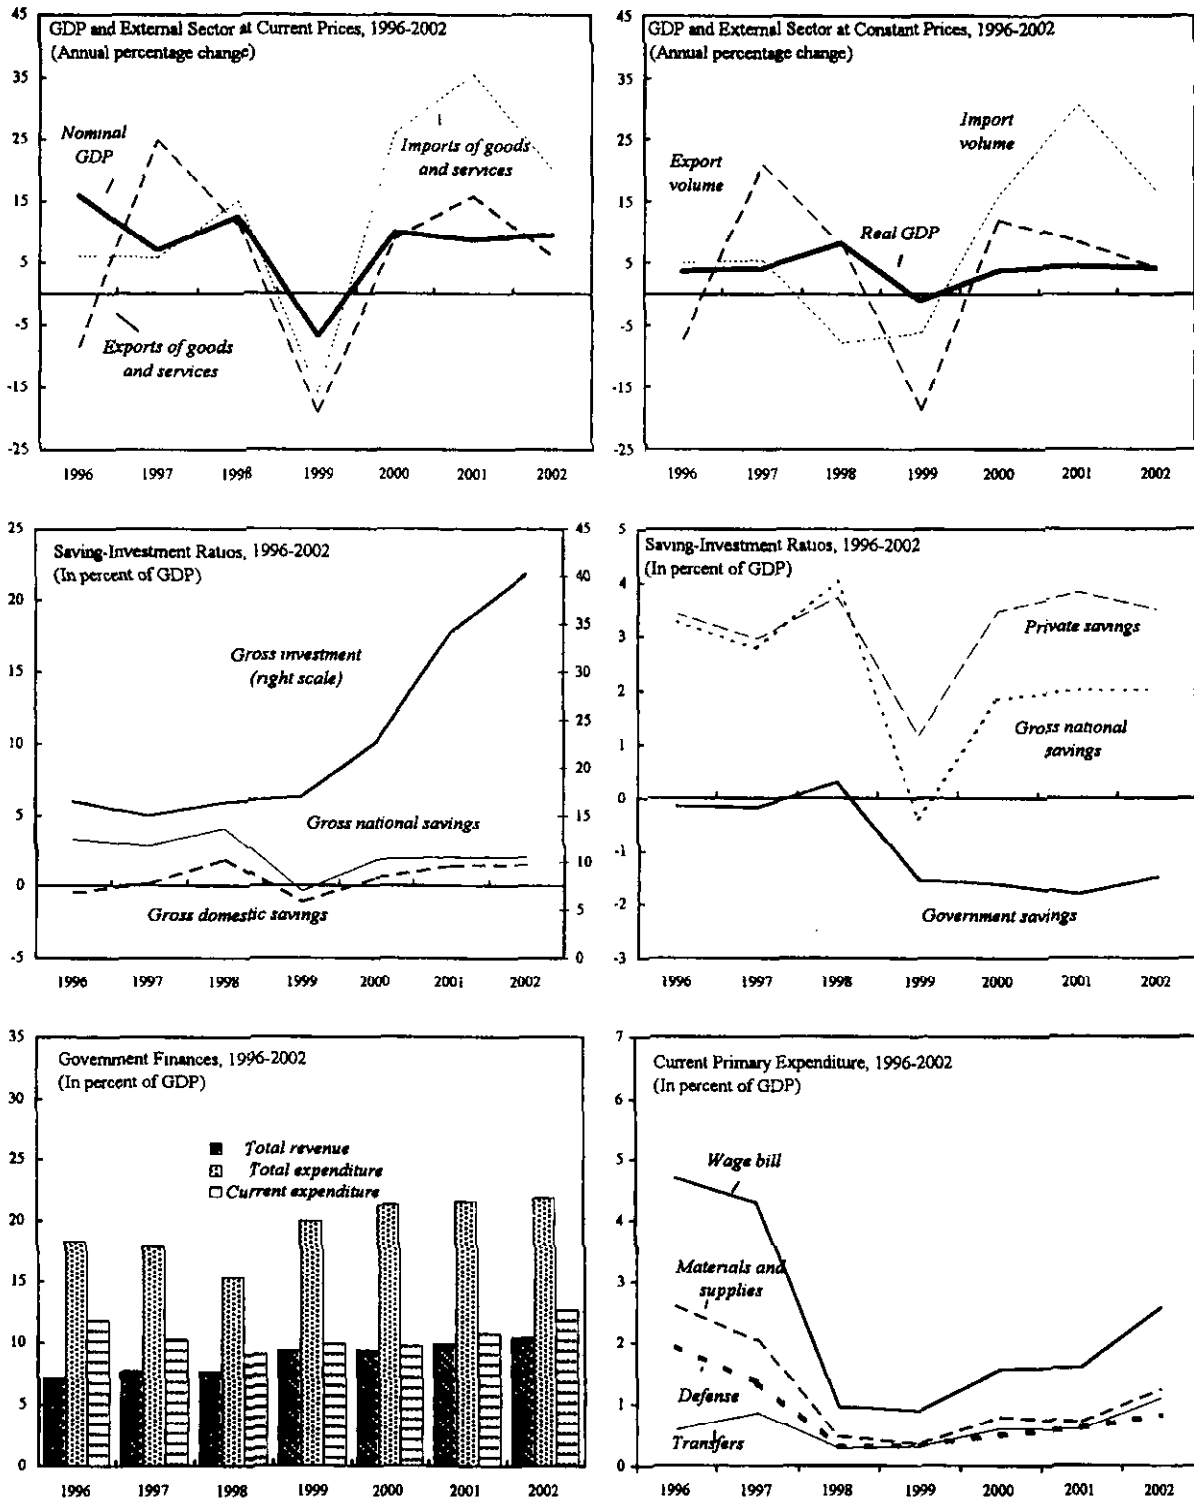 GDP and External Sector at Current Prices, 1996-2002
(Annual percentage change)
45
35
25
15
5
-5
-15
-25
Nominal
GDP
Imports of goods
and services
Exports of goods
and services
1996 1997 1998 1999 2000 2001 2002
GDP and External Sector at Constant Prices, 1996-2002
(Annual percentage change)
45
35
25
15
5
-5
-15
-25
Import
volume
Export
volume
Real GDP
1996 1997 1998 1999 2000 2001 2002
Saving-Investment Ratios, 1996-2002
(In percent of GDP)
25
20
15
10
5
0
-5
45
40
35
30
25
20
15
10
5
0
Gross investment
(right scale)
Gross national savings
Gross domestic savings
1996 1997 1998 1999 2000 2001 2002
Saving-Investment Ratios, 1996-2002
(In percent of GDP)
5
4
3
2
1
0
-1
-2
-3
Private savings
Gross national
savings
Government savings
1996 1997 1998 1999 2000 2001 2002
Government Finances, 1996-2002
(In percent of GDP)
35
30
25
20
15
10
5
0
Total revenue
Total expenditure
Current expenditure
1996 1997 1998 1999 2000 2001 2002
Current Primary Expenditure, 1996-2002
(In percent of GDP)
7
6
5
4
3
2
1
0
Wage bill
Materials and
supplies
Defense
Transfers
1996 1997 1998 1999 2000 2001 2002